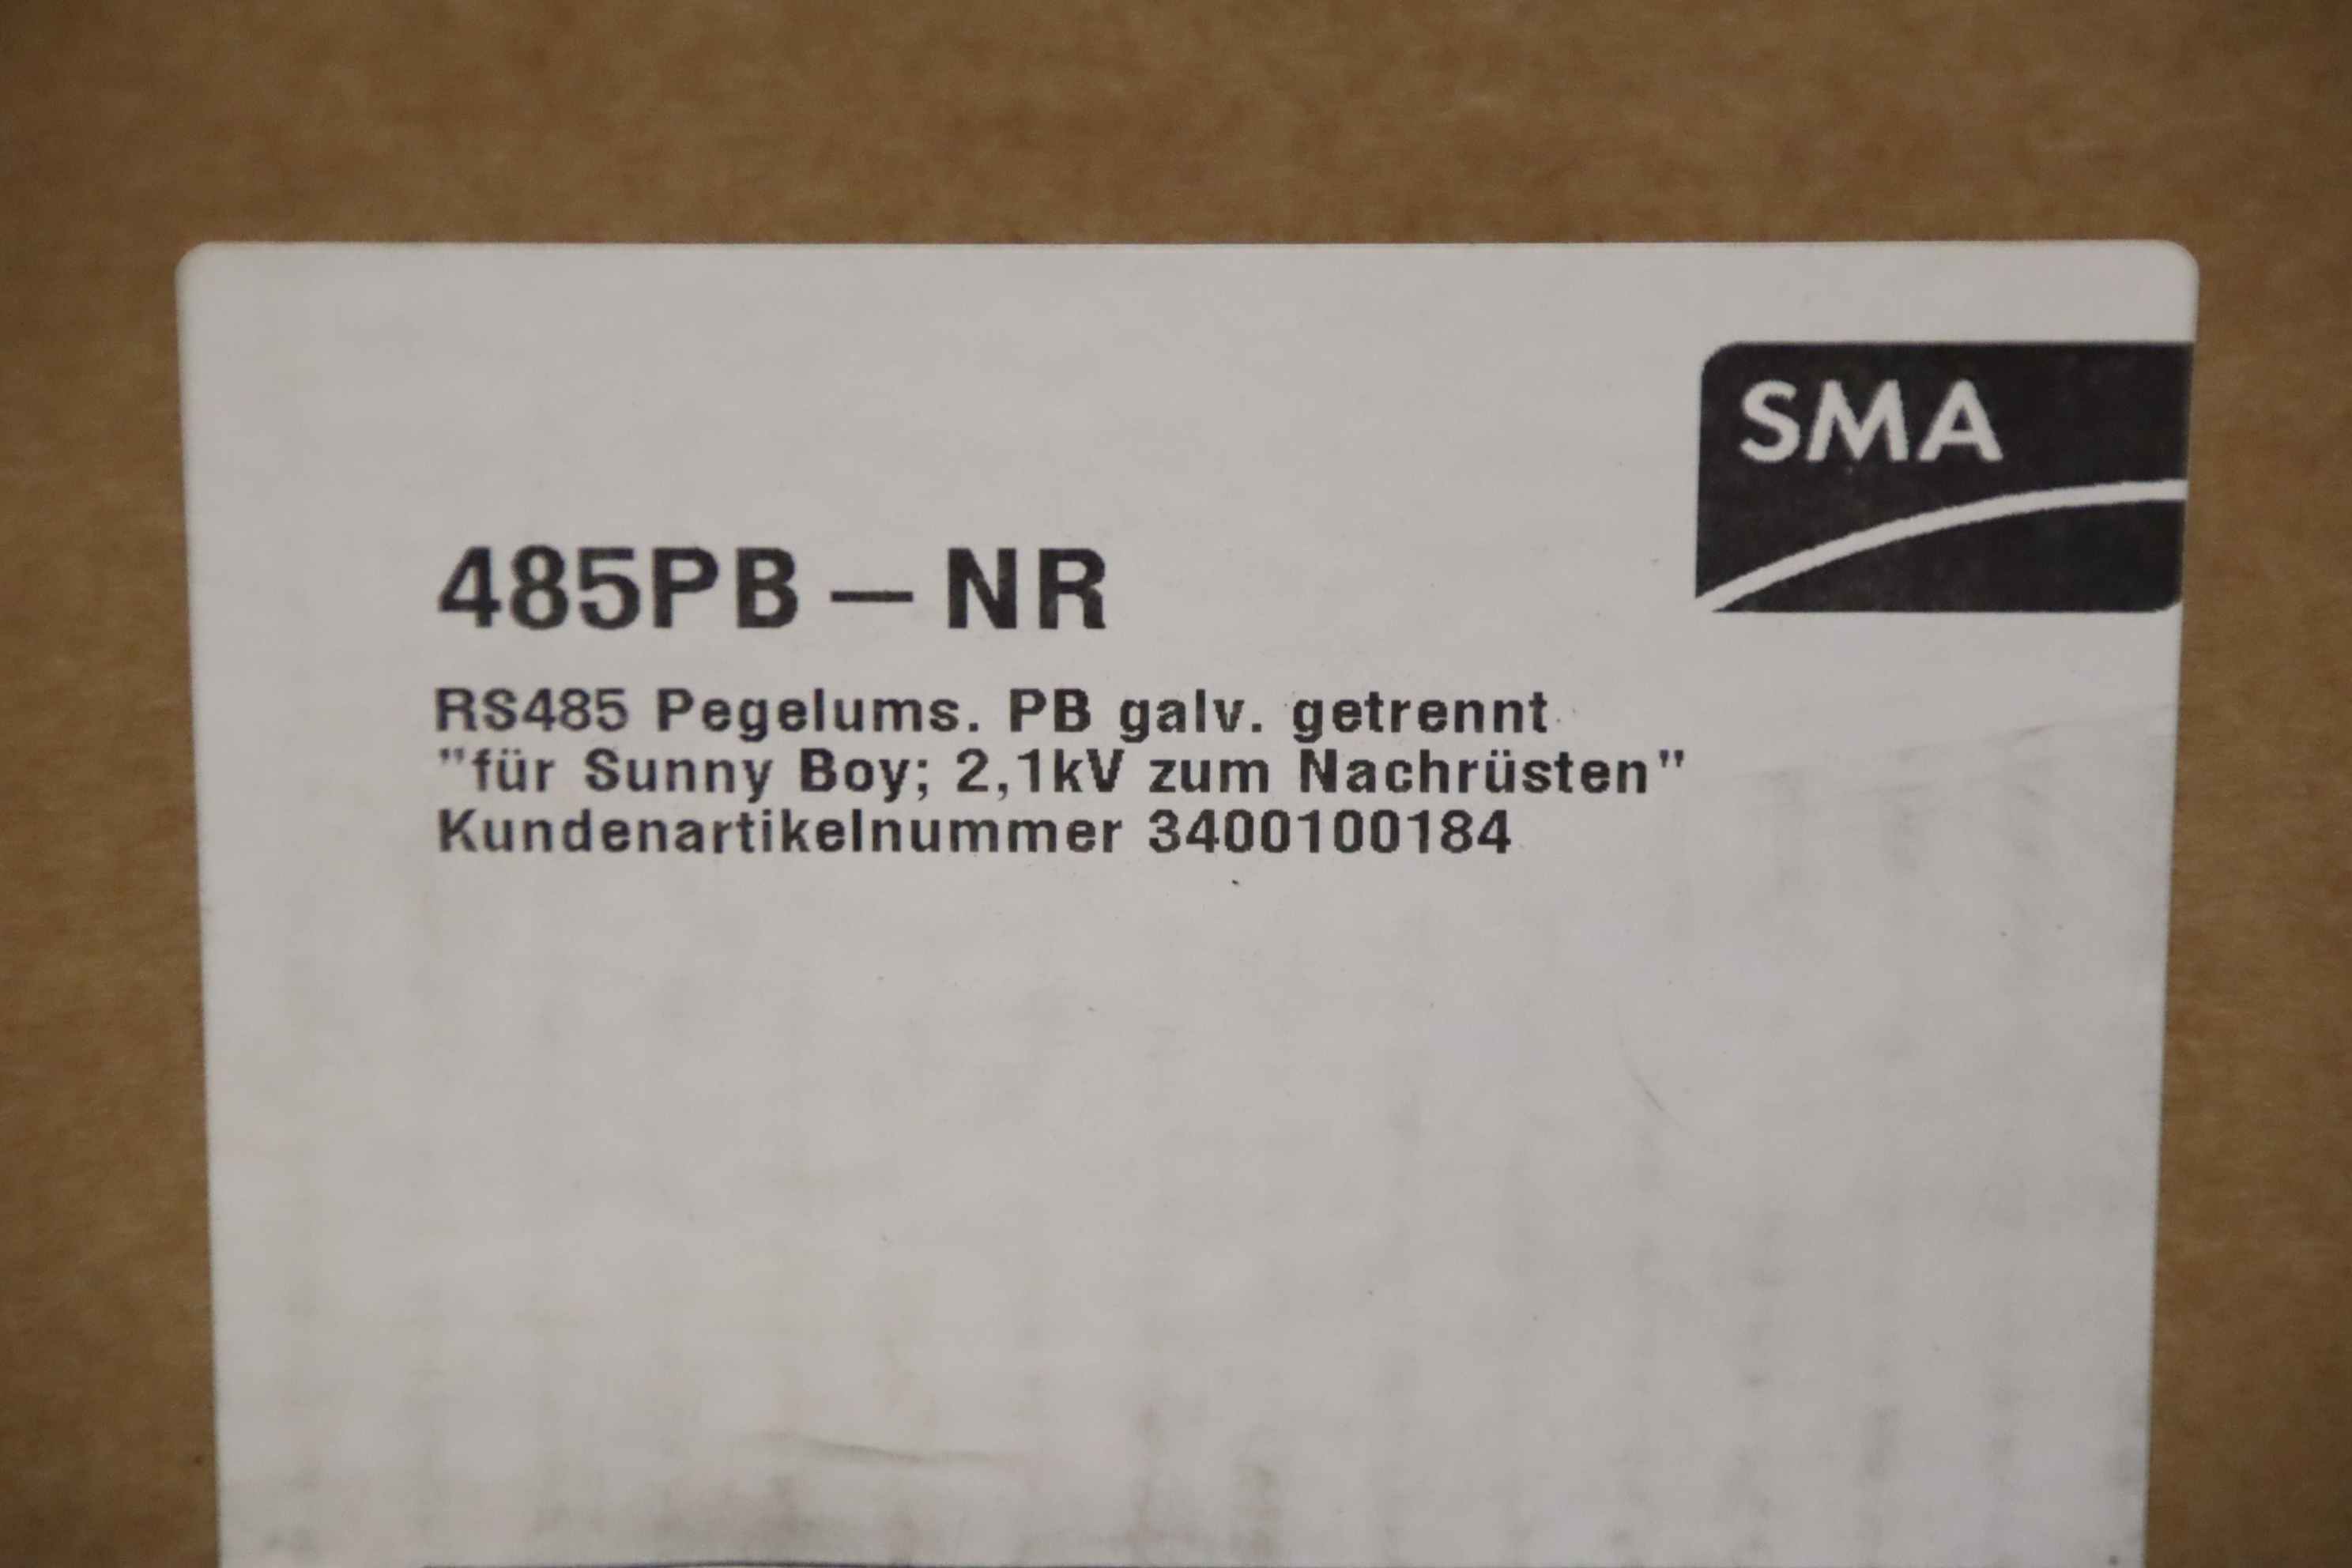 SMA
485PB – NR
RS485 Pegelums. PB galv. getrennt
"für Sunny Boy; 2,1kV zum Nachrüsten"
Kundenartikelnummer 3400100184